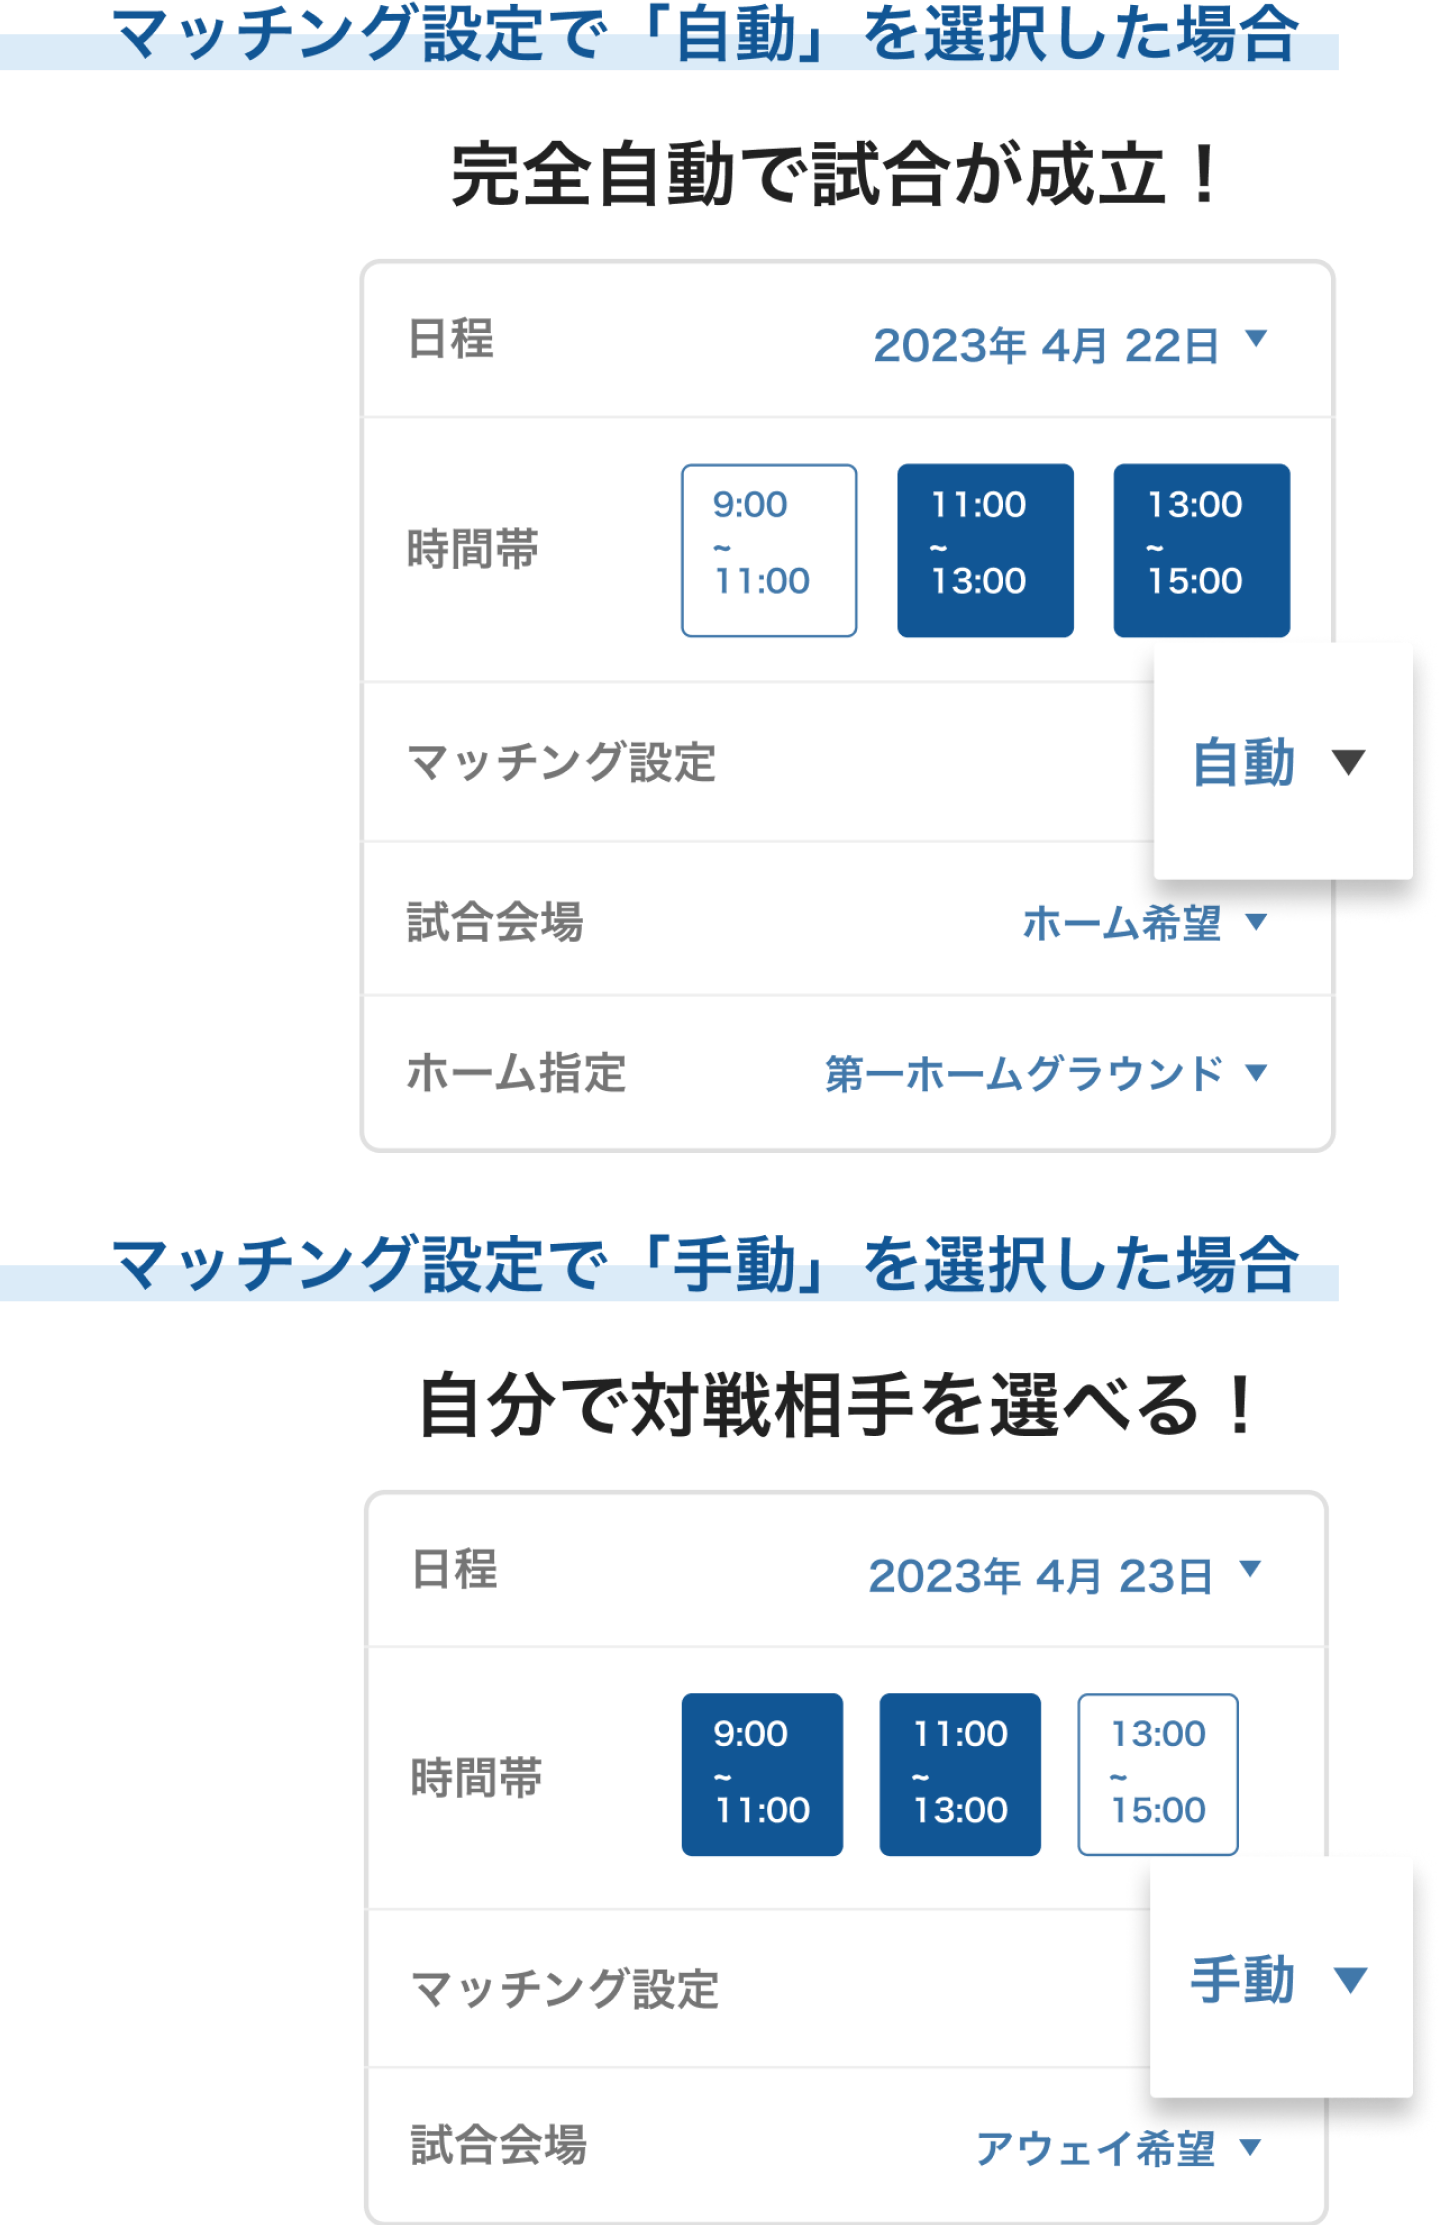 マッチング設定で「自動」を選択した場合
完全自動で試合が成立！
日程
2023年 4月 22日 ▼
時間帯
9:00
~
11:00
11:00
~
13:00
13:00
~
15:00
マッチング設定
自動 ▼
試合会場
ホーム希望 ▼
ホーム指定
第一ホームグラウンド ▼
マッチング設定で「手動」を選択した場合
自分で対戦相手を選べる！
日程
2023年 4月 23日 ▼
時間帯
9:00
~
11:00
11:00
~
13:00
13:00
~
15:00
マッチング設定
手動 ▼
試合会場
アウェイ希望 ▼